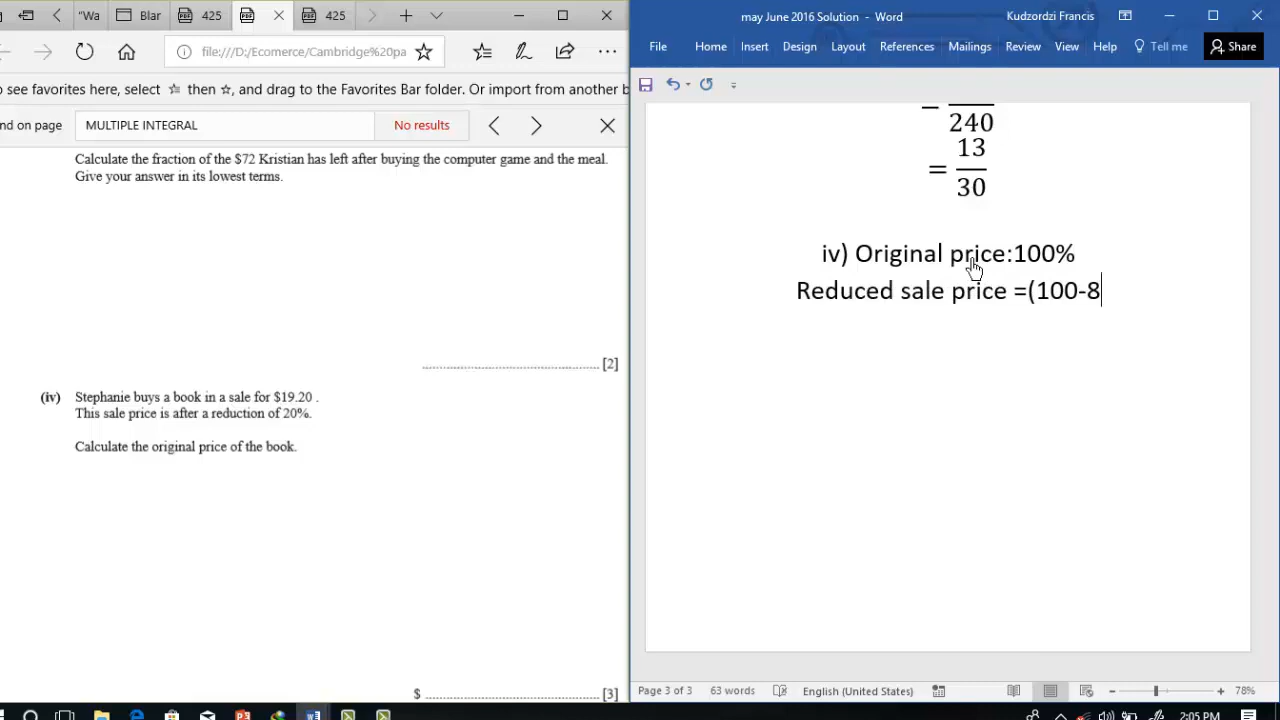 Blar
425
425
may June 2016 Solution - Word
Kudzordzi Francis
file:///D:/Ecomerce/Cambridge%20pa
File Home Insert Design Layout References Mailings Review View Help Tell me Share
o see favorites here, select then , and drag to the Favorites Bar folder. Or import from another b
nd on page MULTIPLE INTEGRAL No results
Calculate the fraction of the $72 Kristian has left after buying the computer game and the meal.
Give your answer in its lowest terms.
[2]
(iv) Stephanie buys a book in a sale for $19.20 .
This sale price is after a reduction of 20%.
Calculate the original price of the book.
$ [3]
240
= 13
30
iv) Original price:100%
Reduced sale price =(100-8
Page 3 of 3 63 words English (United States) 78%
2:05 PM